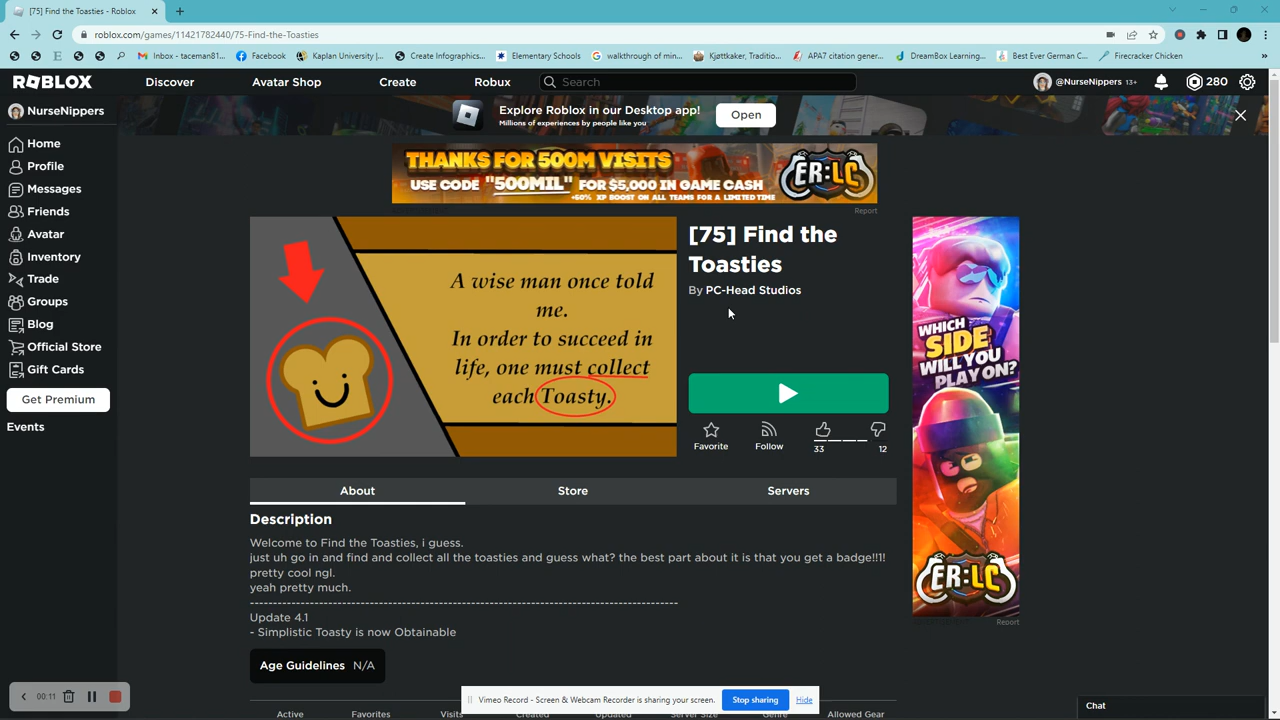 [75] Find the Toasties - Roblox
roblox.com/games/11421782440/75-Find-the-Toasties
E
Inbox - taceman81...
Facebook
Kaplan University |...
Create Infographics...
Elementary Schools
walkthrough of min...
Kjøttkaker, Traditio...
APA7 citation gener...
DreamBox Learning...
Best Ever German C...
Firecracker Chicken
ROBLOX
Discover
Avatar Shop
Create
Robux
Search
@NurseNippers 13+
280
NurseNippers
Home
Profile
Messages
Friends
Avatar
Inventory
Trade
Groups
Blog
Official Store
Gift Cards
Get Premium
Events
Explore Roblox in our Desktop app!
Millions of experiences by people like you
Open
THANKS FOR 500M VISITS
USE CODE "500MIL" FOR $5,000 IN GAME CASH
+50% XP BOOST ON ALL TEAMS FOR A LIMITED TIME
ER:LC
Report
A wise man once told
me.
In order to succeed in
life, one must collect
each Toasty.
[75] Find the
Toasties
By PC-Head Studios
Favorite
Follow
33
12
WHICH
SIDE
WILL YOU
PLAY ON?
ER:LC
Report
About
Store
Servers
Description
Welcome to Find the Toasties, i guess.
just uh go in and find and collect all the toasties and guess what? the best part about it is that you get a badge!!1!
pretty cool ngl.
yeah pretty much.
--------------------------------------------------------------------------------------
Update 4.1
- Simplistic Toasty is now Obtainable
Age Guidelines N/A
Active
Favorites
Visits
Created
Updated
Server Size
Genre
Allowed Gear
00:11
Vimeo Record - Screen & Webcam Recorder is sharing your screen.
Stop sharing
Hide
Chat